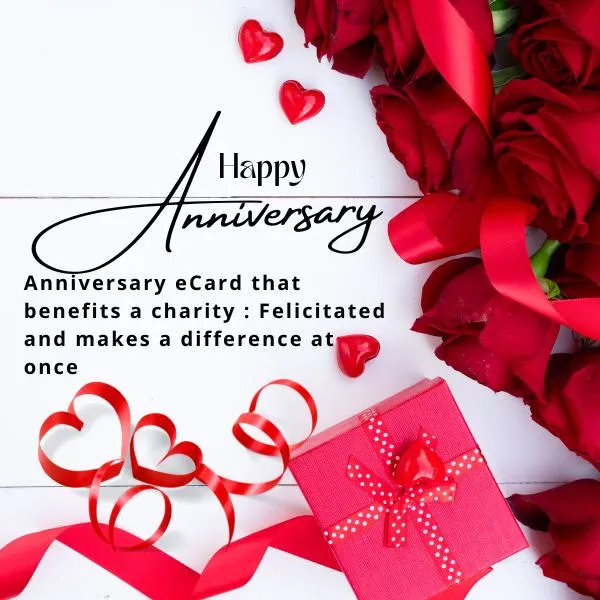 Happy
Anniversary
Anniversary eCard that
benefits a charity : Felicitated
and makes a difference at
once